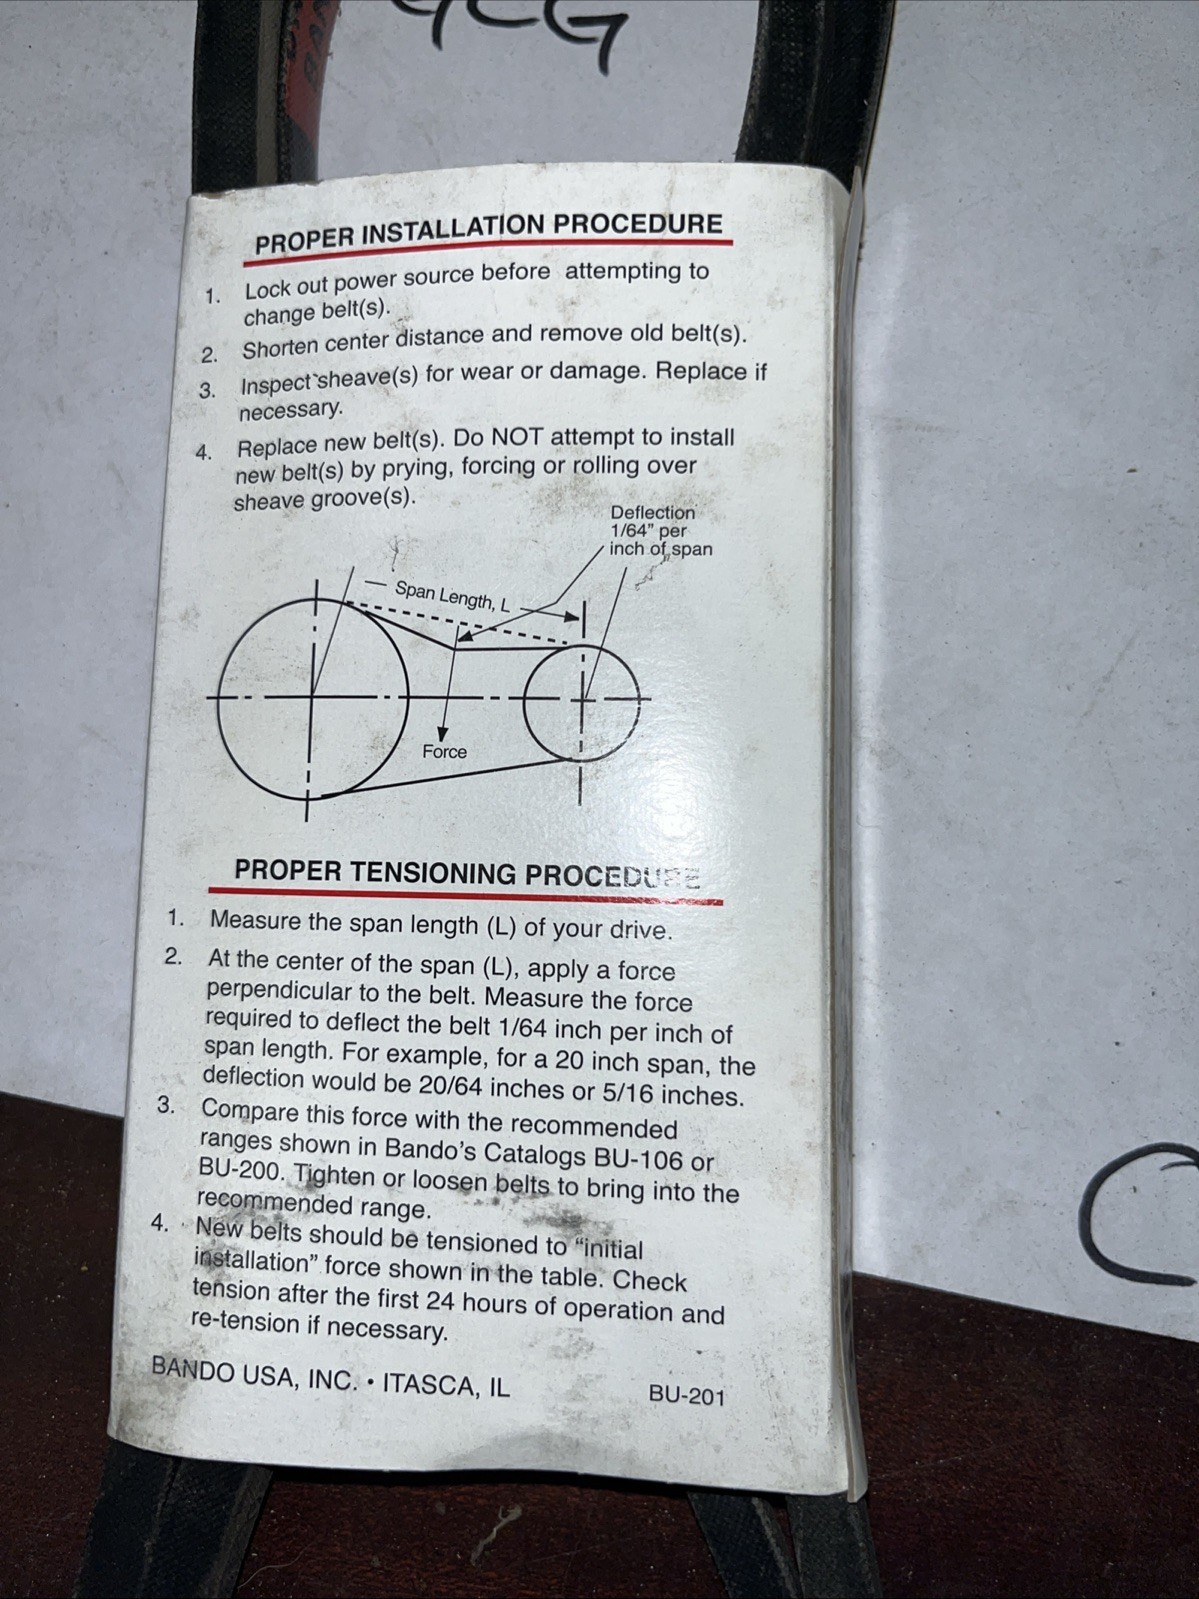 GCG
PROPER INSTALLATION PROCEDURE
1. Lock out power source before attempting to
change belt(s).
2. Shorten center distance and remove old belt(s).
3. Inspect sheave(s) for wear or damage. Replace if
necessary.
4. Replace new belt(s). Do NOT attempt to install
new belt(s) by prying, forcing or rolling over
sheave groove(s).
Deflection
1/64" per
inch of span
Span Length, L
Force
PROPER TENSIONING PROCEDURE
1. Measure the span length (L) of your drive.
2. At the center of the span (L), apply a force
perpendicular to the belt. Measure the force
required to deflect the belt 1/64 inch per inch of
span length. For example, for a 20 inch span, the
deflection would be 20/64 inches or 5/16 inches.
3. Compare this force with the recommended
ranges shown in Bando's Catalogs BU-106 or
BU-200. Tighten or loosen belts to bring into the
recommended range.
4. New belts should be tensioned to “initial
installation” force shown in the table. Check
tension after the first 24 hours of operation and
re-tension if necessary.
BANDO USA, INC. • ITASCA, IL
BU-201